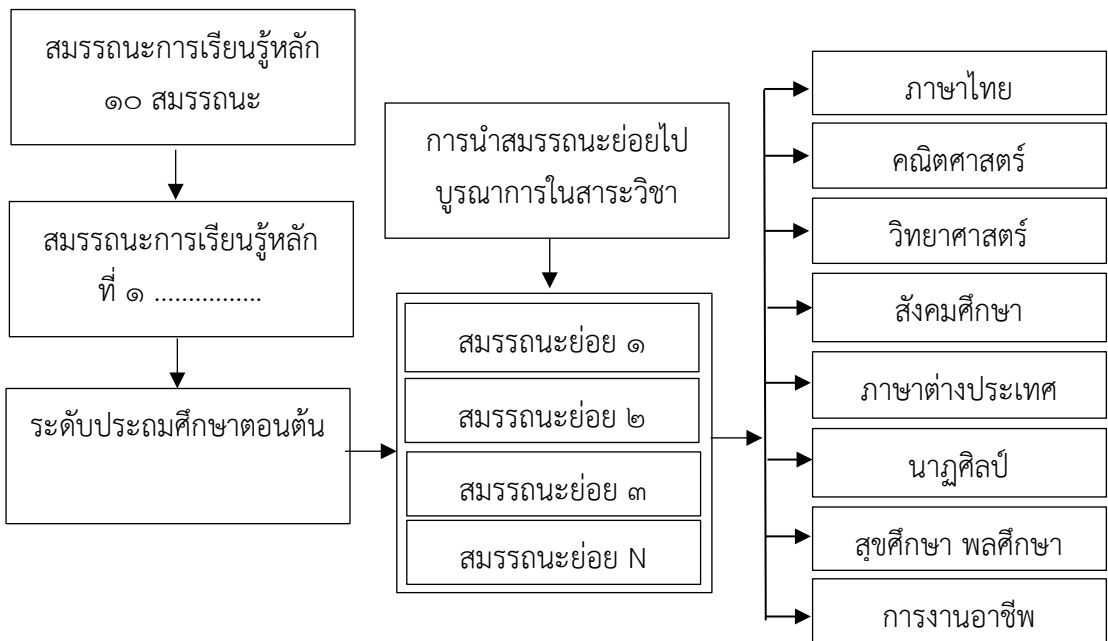 สมรรถนะการเรียนรู้หลัก
๑๐ สมรรถนะ
สมรรถนะการเรียนรู้หลัก
ที่ ๑ ................
ระดับประถมศึกษาตอนต้น
การนำสมรรถนะย่อยไป
บูรณาการในสาระวิชา
สมรรถนะย่อย ๑
สมรรถนะย่อย ๒
สมรรถนะย่อย ๓
สมรรถนะย่อย N
ภาษาไทย
คณิตศาสตร์
วิทยาศาสตร์
สังคมศึกษา
ภาษาต่างประเทศ
นาฏศิลป์
สุขศึกษา พลศึกษา
การงานอาชีพ